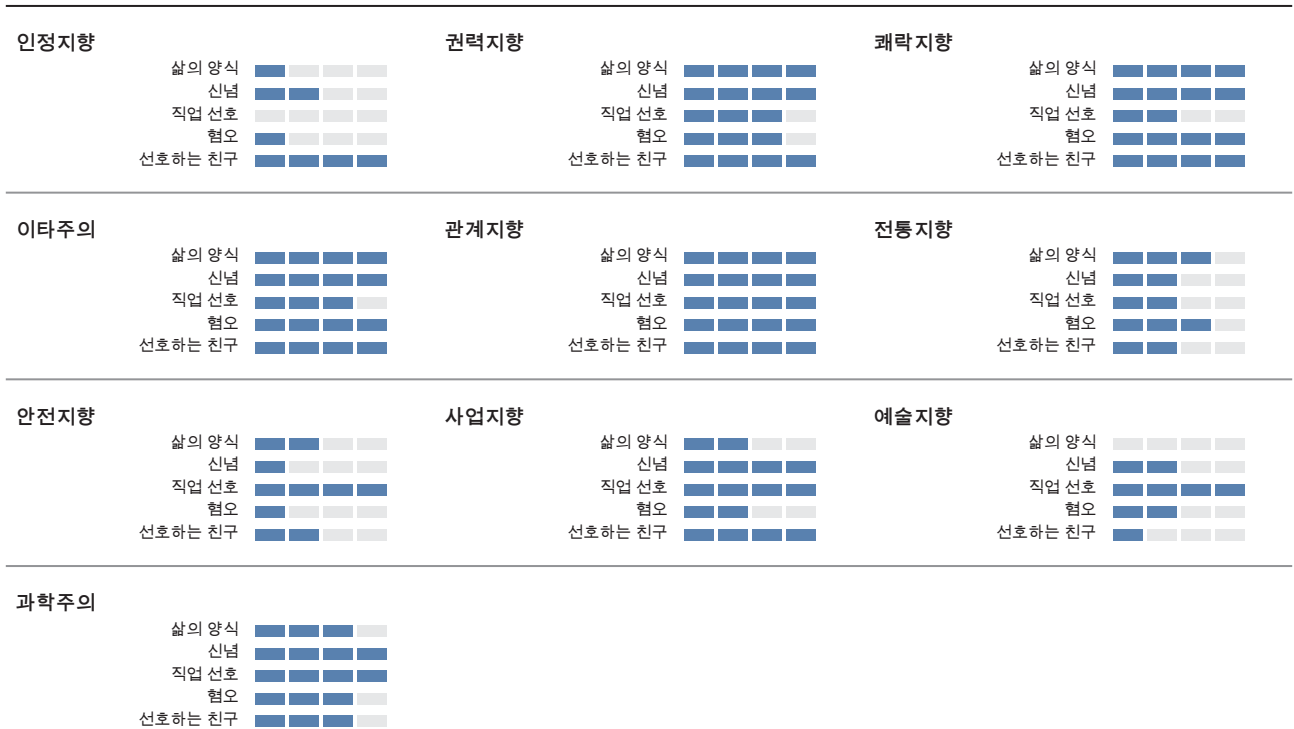 인정지향
삶의 양식
신념
직업 선호
혐오
선호하는 친구
권력지향
삶의 양식
신념
직업 선호
혐오
선호하는 친구
쾌락지향
삶의 양식
신념
직업 선호
혐오
선호하는 친구
이타주의
삶의 양식
신념
직업 선호
혐오
선호하는 친구
관계지향
삶의 양식
신념
직업 선호
혐오
선호하는 친구
전통지향
삶의 양식
신념
직업 선호
혐오
선호하는 친구
안전지향
삶의 양식
신념
직업 선호
혐오
선호하는 친구
사업지향
삶의 양식
신념
직업 선호
혐오
선호하는 친구
예술지향
삶의 양식
신념
직업 선호
혐오
선호하는 친구
과학주의
삶의 양식
신념
직업 선호
혐오
선호하는 친구